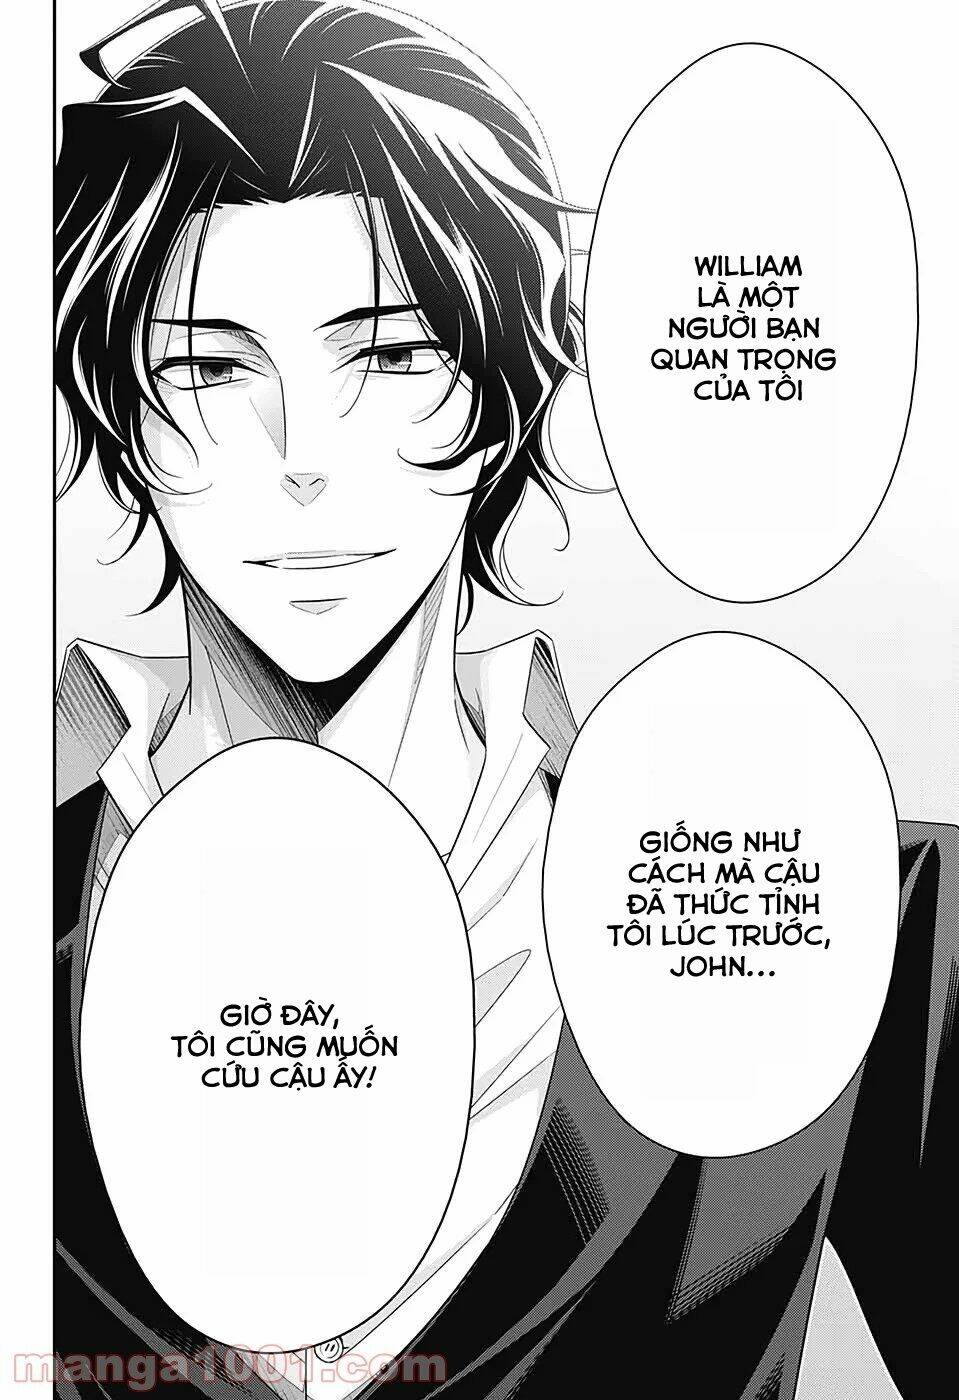 WILLIAM
LÀ MỘT
NGƯỜI BẠN
QUAN TRỌNG
CỦA TÔI
GIỐNG NHƯ
CÁCH MÀ CẬU
ĐÃ THỨC TỈNH
TÔI LÚC TRƯỚC,
JOHN...
GIỜ ĐÂY,
TÔI CŨNG MUỐN
CỨU CẬU ẤY!
manga1001.com